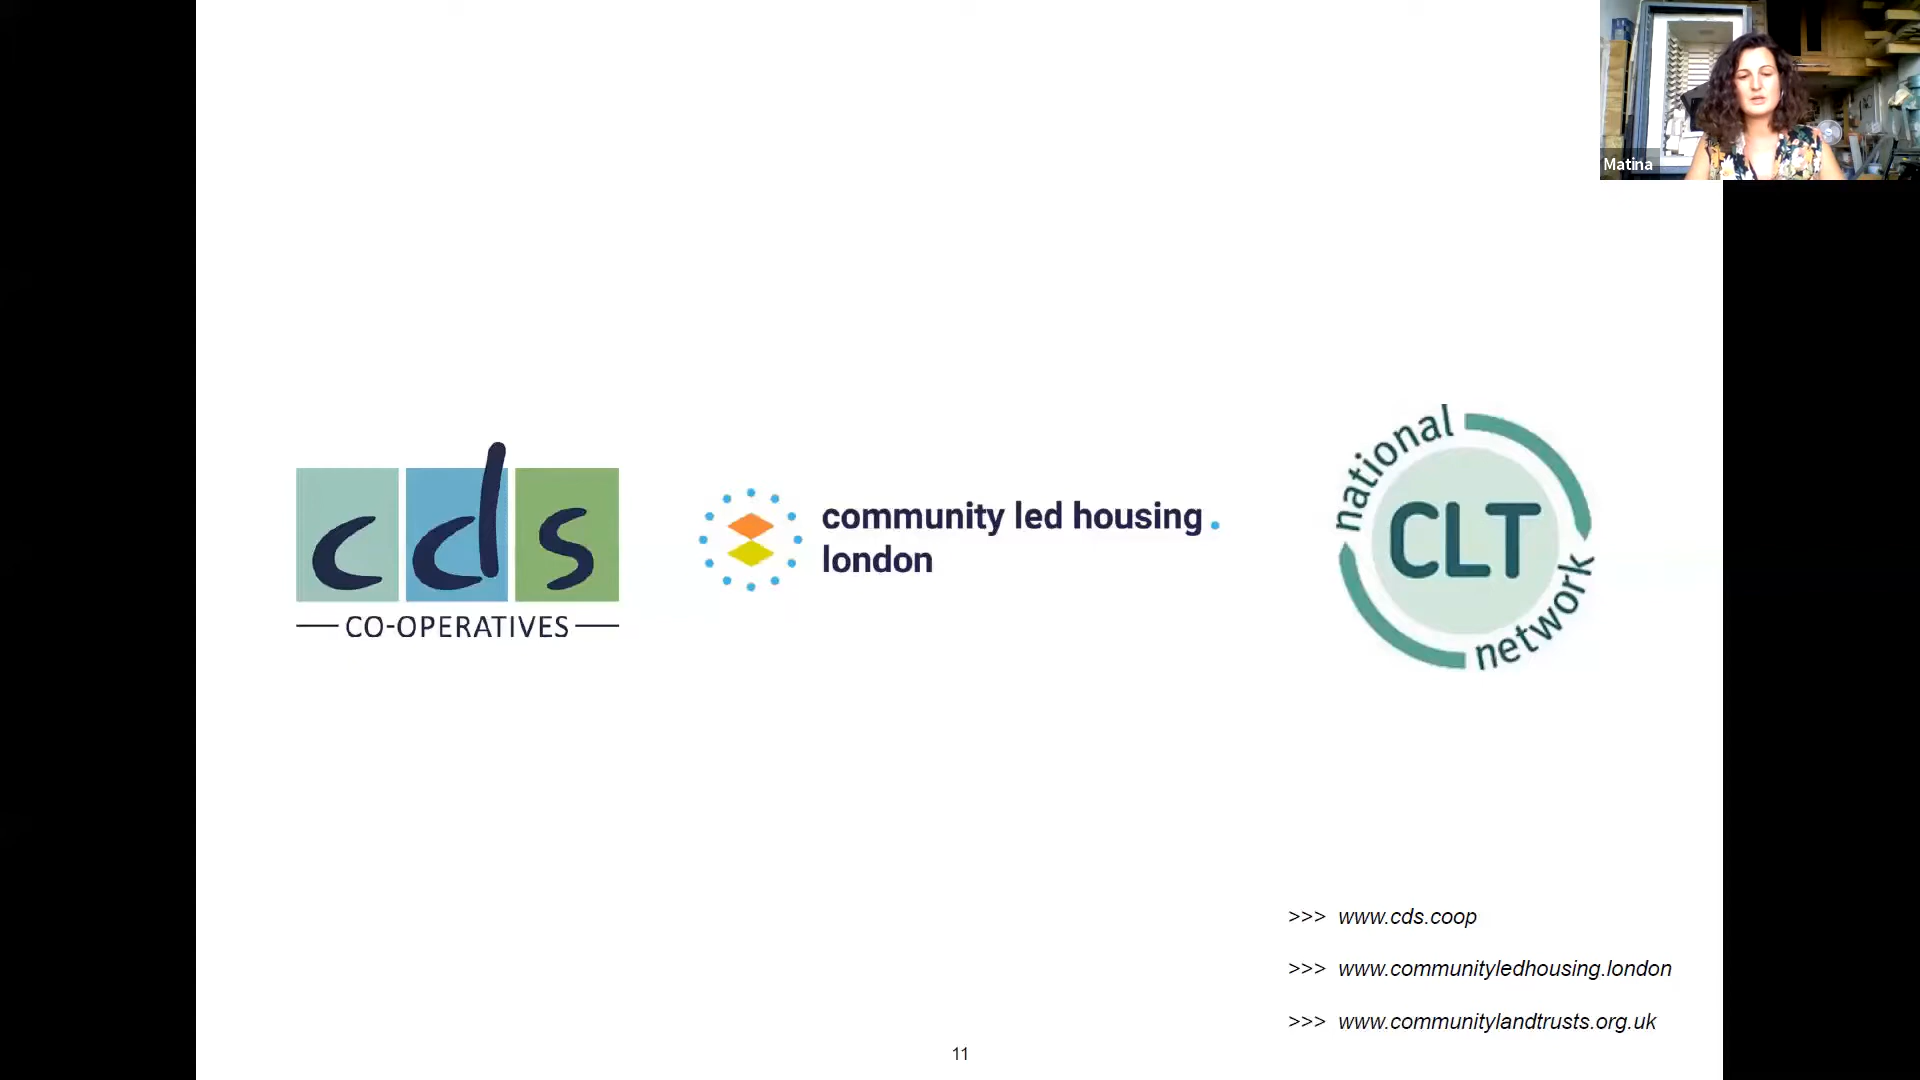 Matina
cds
CO-OPERATIVES
community led housing.
london
national
CLT
network
>>> www.cds.coop
>>> www.communityledhousing.london
>>> www.communitylandtrusts.org.uk
11